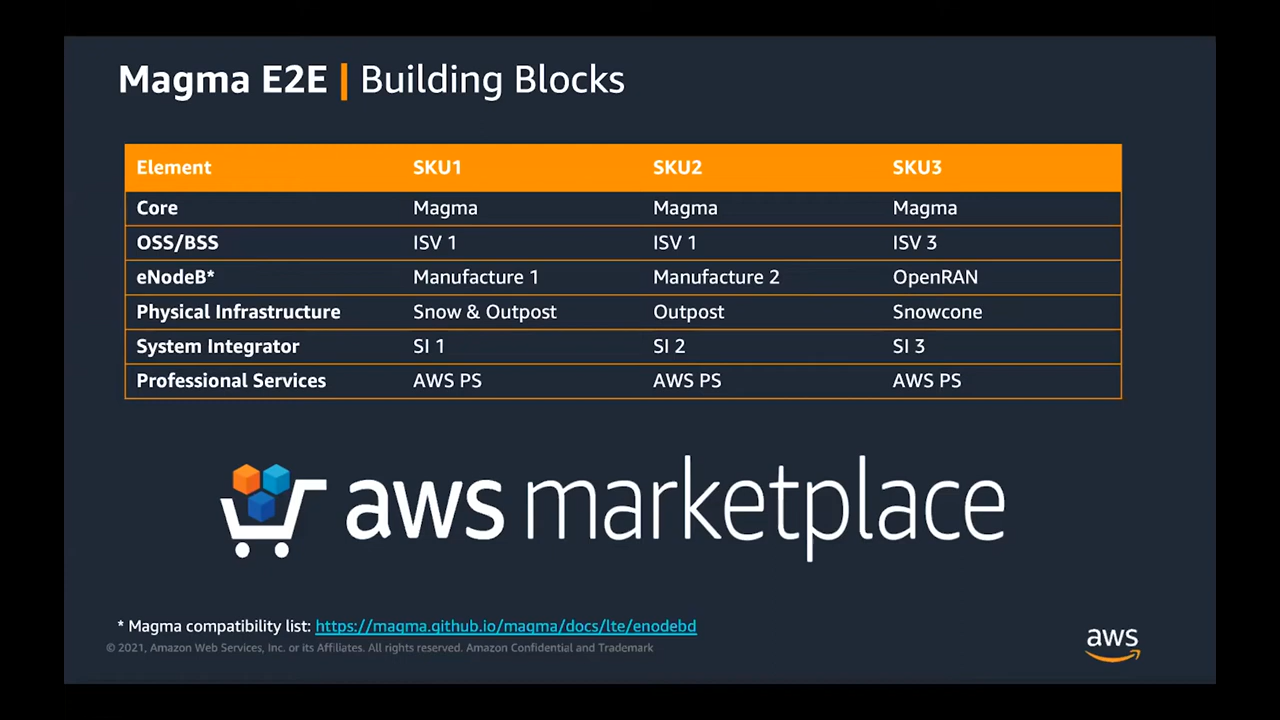 Magma E2E | Building Blocks
Element SKU1 SKU2 SKU3
Core Magma Magma Magma
OSS/BSS ISV 1 ISV 1 ISV 3
eNodeB* Manufacture 1 Manufacture 2 OpenRAN
Physical Infrastructure Snow & Outpost Outpost Snowcone
System Integrator SI 1 SI 2 SI 3
Professional Services AWS PS AWS PS AWS PS
aws marketplace
* Magma compatibility list: https://magma.github.io/magma/docs/lte/enodebd
© 2021, Amazon Web Services, Inc. or its Affiliates. All rights reserved. Amazon Confidential and Trademark
aws